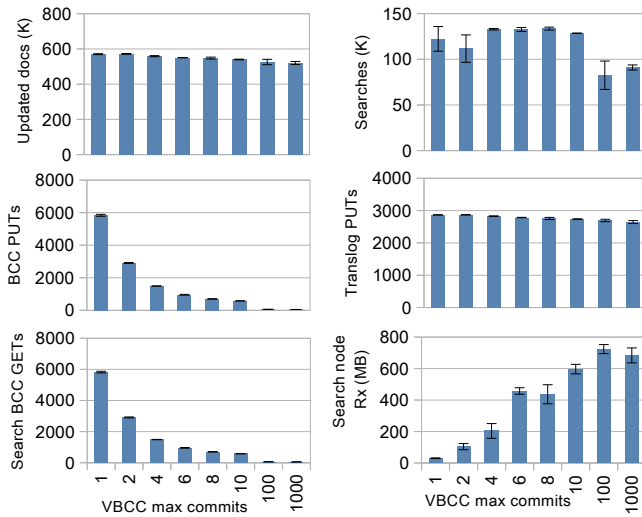 Updated docs (K)
800
600
400
200
0
Searches (K)
150
100
50
0
BCC PUTs
8000
6000
4000
2000
0
Translog PUTs
4000
3000
2000
1000
0
Search BCC GETs
8000
6000
4000
2000
0
1 2 4 6 8 10 100 1000
VBCC max commits
Search node
Rx (MB)
800
600
400
200
0
1 2 4 6 8 10 100 1000
VBCC max commits